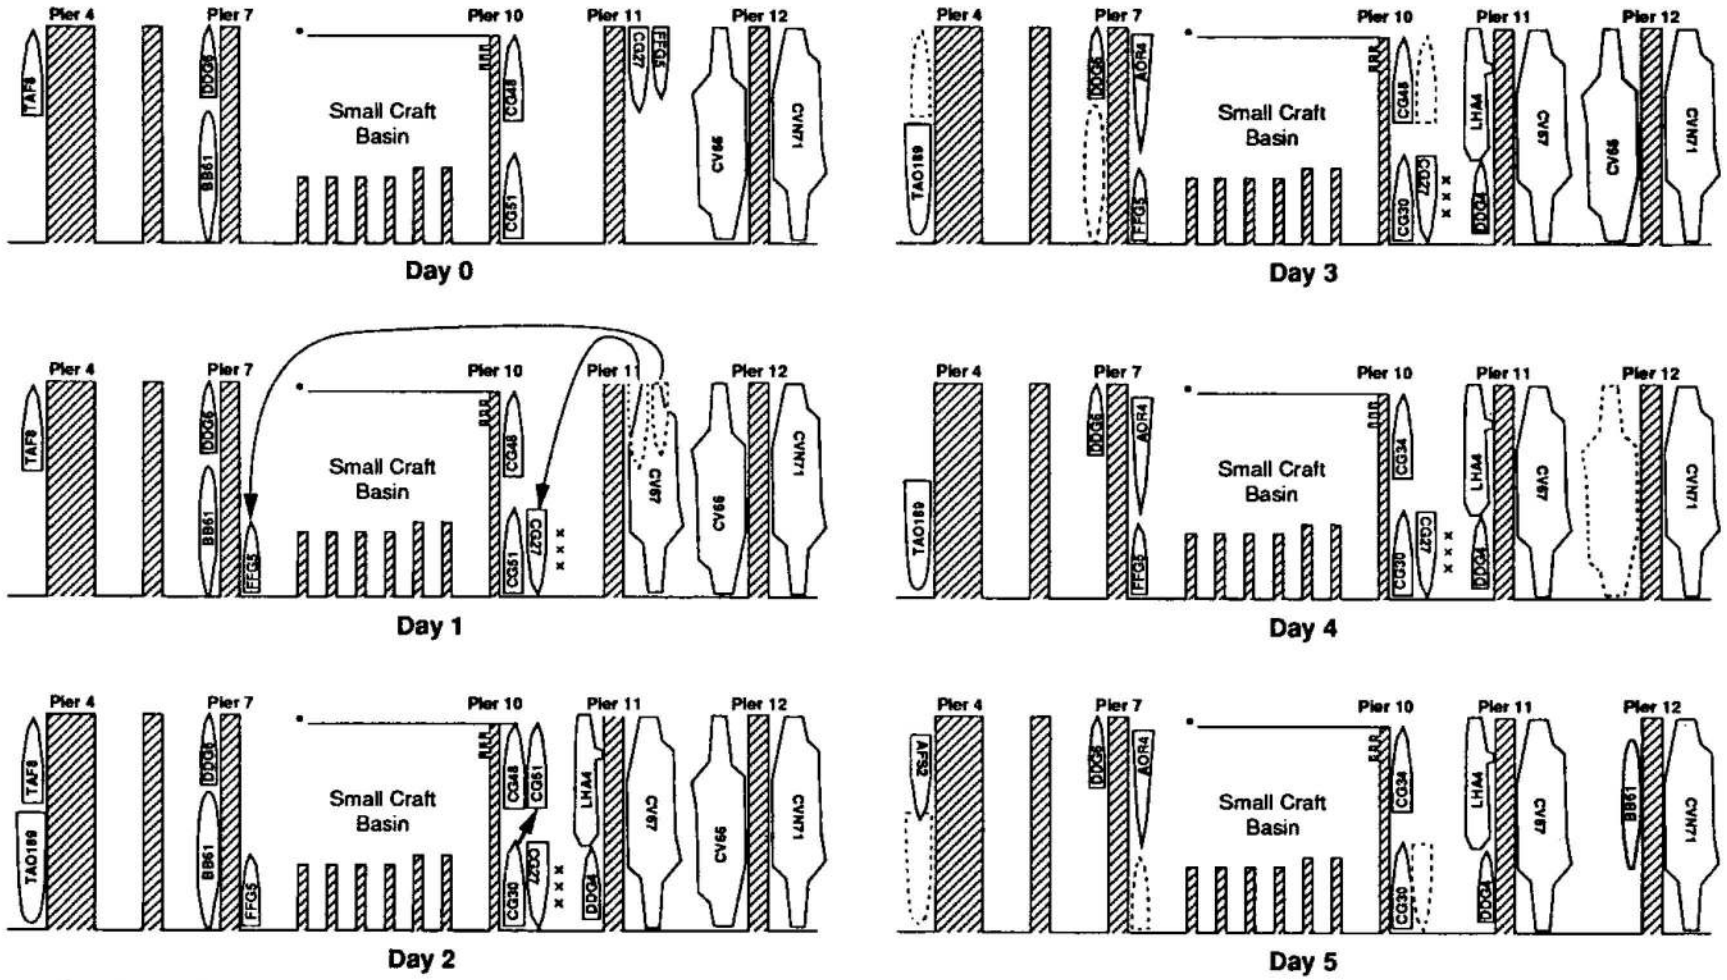 Pier 4 Pier 7 Pier 10 Pier 11 Pier 12
TAF8
DDG6
BB61
Small Craft
Basin
CG48
CG51
CG27
FFG5
CV66
CVN71
Day 0
Pier 4 Pier 7 Pier 10 Pier 11 Pier 12
TAO189
DDG6
AOR4
FFG5
Small Craft
Basin
CG48
CG30
CG27
x
x
x
LHA4
DDG4
CV67
CV66
CVN71
Day 3
Pier 4 Pier 7 Pier 10 Pier 11 Pier 12
TAF8
DDG6
BB61
FFG5
Small Craft
Basin
CG48
CG51
CG27
x
x
x
CV67
CV66
CVN71
Day 1
Pier 4 Pier 7 Pier 10 Pier 11 Pier 12
TAO189
DDG6
AOR4
FFG5
Small Craft
Basin
CG34
CG30
CG27
x
x
x
LHA4
DDG4
CV67
CVN71
Day 4
Pier 4 Pier 7 Pier 10 Pier 11 Pier 12
TAF8
TAO189
DDG6
BB61
FFG5
Small Craft
Basin
CG48
CG51
CG30
CG27
x
x
x
LHA4
DDG4
CV67
CV66
CVN71
Day 2
Pier 4 Pier 7 Pier 10 Pier 11 Pier 12
AFS2
DDG6
AOR4
Small Craft
Basin
CG34
CG30
LHA4
DDG4
CV67
BB61
CVN71
Day 5